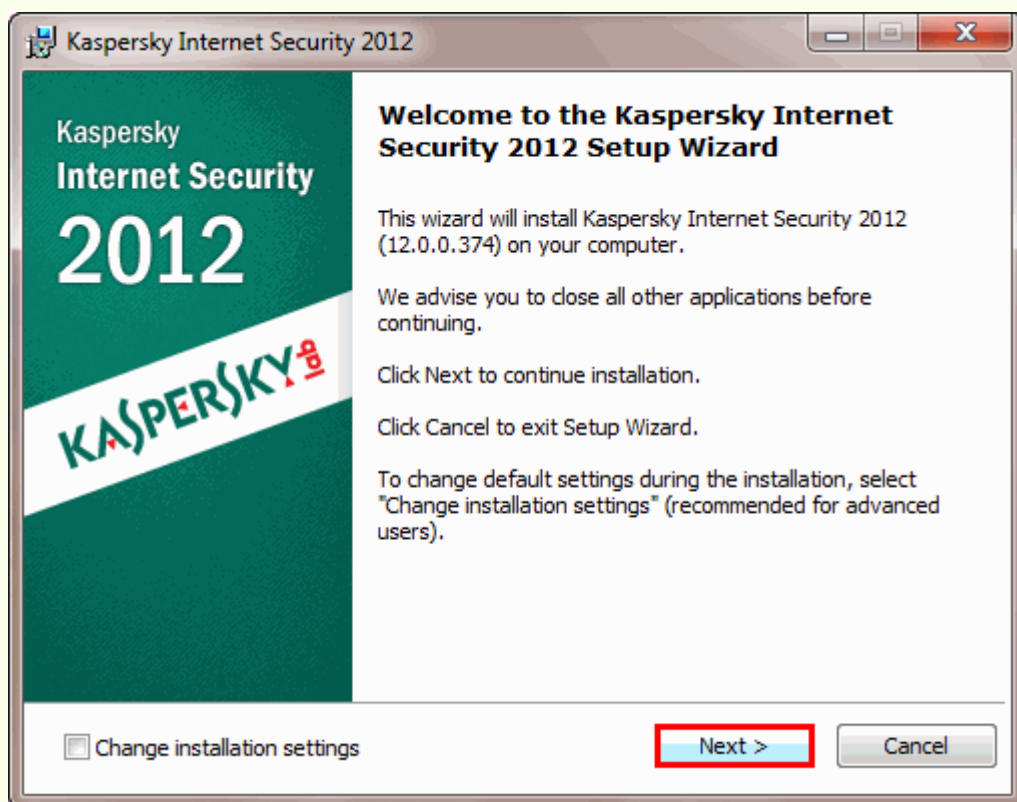 Kaspersky Internet Security 2012
Kaspersky
Internet Security
2012
KASPERSKY lab
Welcome to the Kaspersky Internet
Security 2012 Setup Wizard
This wizard will install Kaspersky Internet Security 2012
(12.0.0.374) on your computer.
We advise you to close all other applications before
continuing.
Click Next to continue installation.
Click Cancel to exit Setup Wizard.
To change default settings during the installation, select
"Change installation settings" (recommended for advanced
users).
Change installation settings
Next >
Cancel